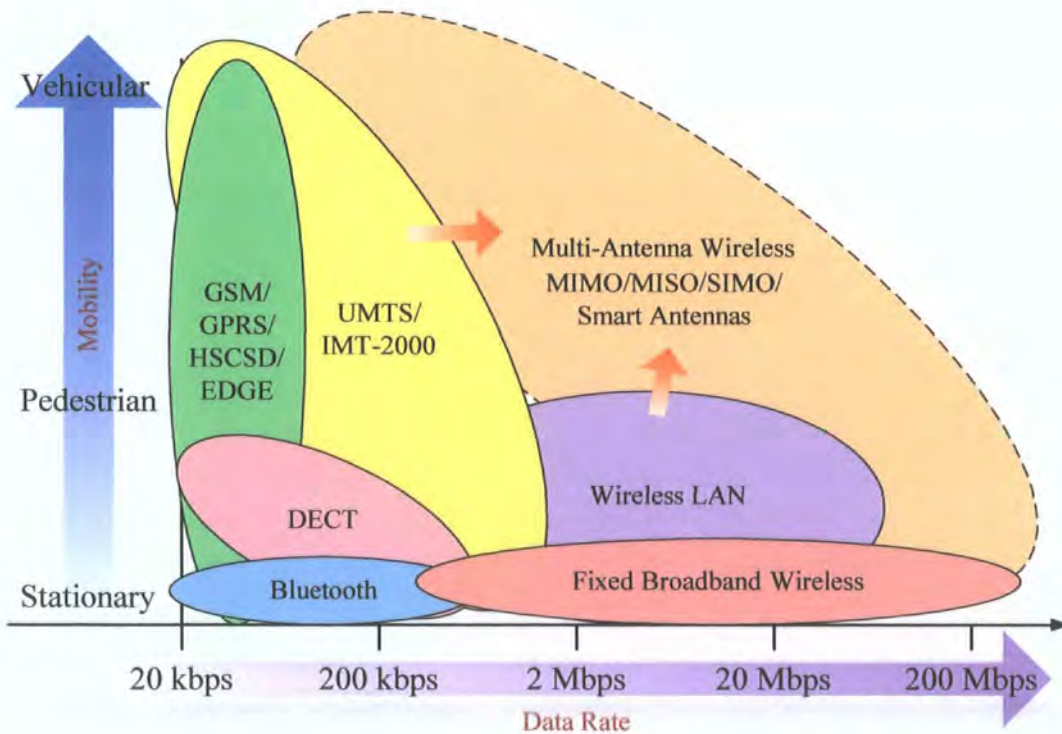 Vehicular
Mobility
Pedestrian
Stationary
GSM/
GPRS/
HSCSD/
EDGE
UMTS/
IMT-2000
Multi-Antenna Wireless
MIMO/MISO/SIMO/
Smart Antennas
DECT
Wireless LAN
Bluetooth
Fixed Broadband Wireless
20 kbps 200 kbps 2 Mbps 20 Mbps 200 Mbps
Data Rate